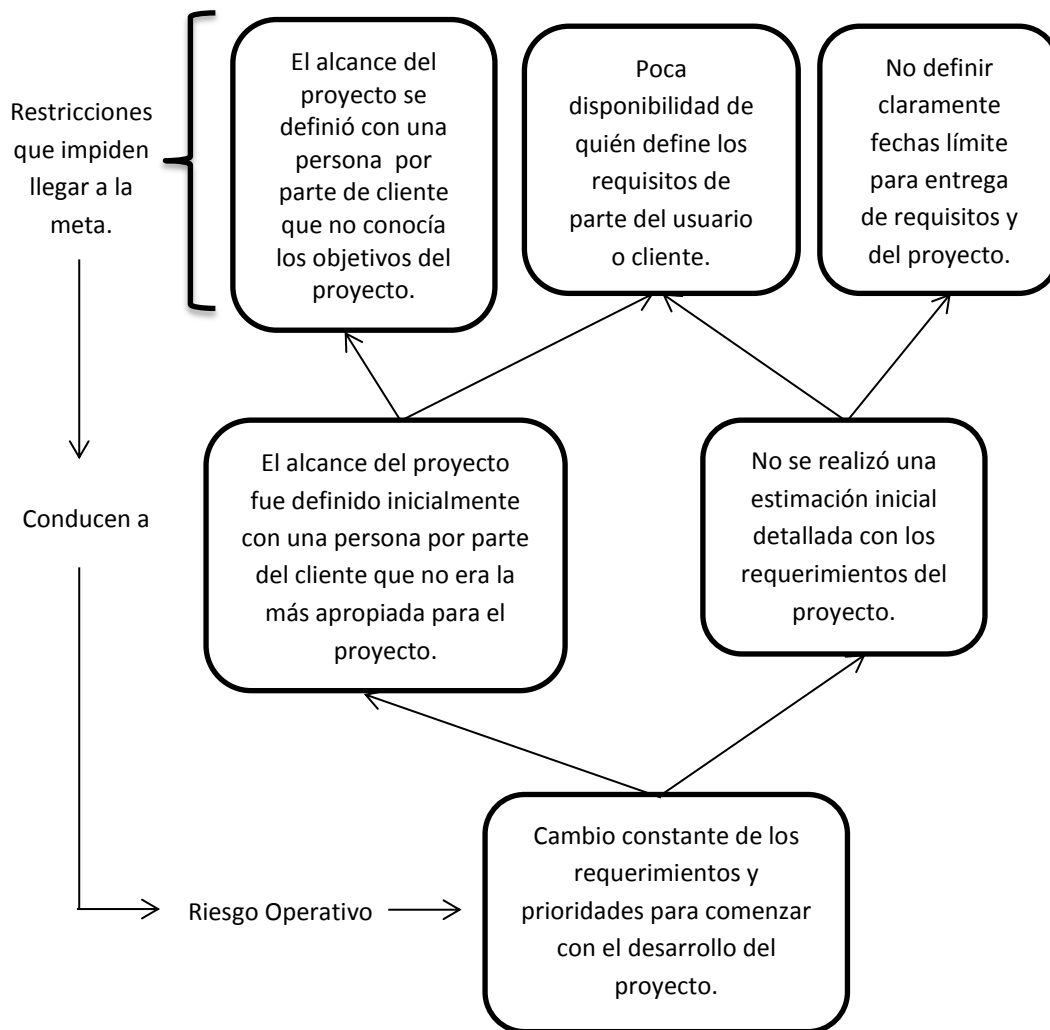 Restricciones
que impiden
llegar a la
meta.
El alcance del
proyecto se
definió con una
persona por
parte de cliente
que no conocía
los objetivos del
proyecto.
Poca
disponibilidad de
quién define los
requisitos de
parte del usuario
o cliente.
No definir
claramente
fechas límite
para entrega
de requisitos y
del proyecto.
Conducen a
El alcance del proyecto
fue definido inicialmente
con una persona por parte
del cliente que no era la
más apropiada para el
proyecto.
No se realizó una
estimación inicial
detallada con los
requerimientos del
proyecto.
Riesgo Operativo
Cambio constante de los
requerimientos y
prioridades para comenzar
con el desarrollo del
proyecto.